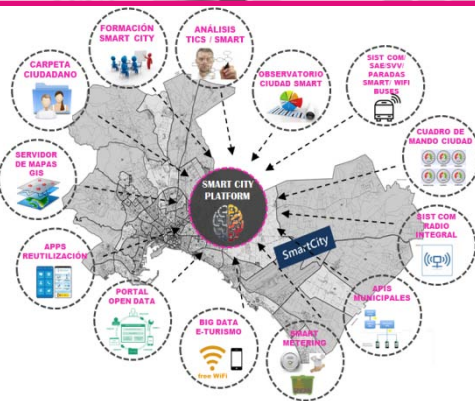 FORMACIÓN
SMART CITY
ANÁLISIS
TICS / SMART
CARPETA
CIUDADANO
OBSERVATORIO
CIUDAD SMART
SIST COM/
SAE/SVV/
PARADAS
SMART/ WIFI
BUSES
CUADRO DE
MANDO CIUDAD
SERVIDOR
DE MAPAS
GIS
SMART CITY
PLATFORM
SIST COM
RADIO
INTEGRAL
SmartCity
APPS
REUTILIZACIÓN
PORTAL
OPEN DATA
BIG DATA
E-TURISMO
free WiFi
SMART
METERING
APIS
MUNICIPALES